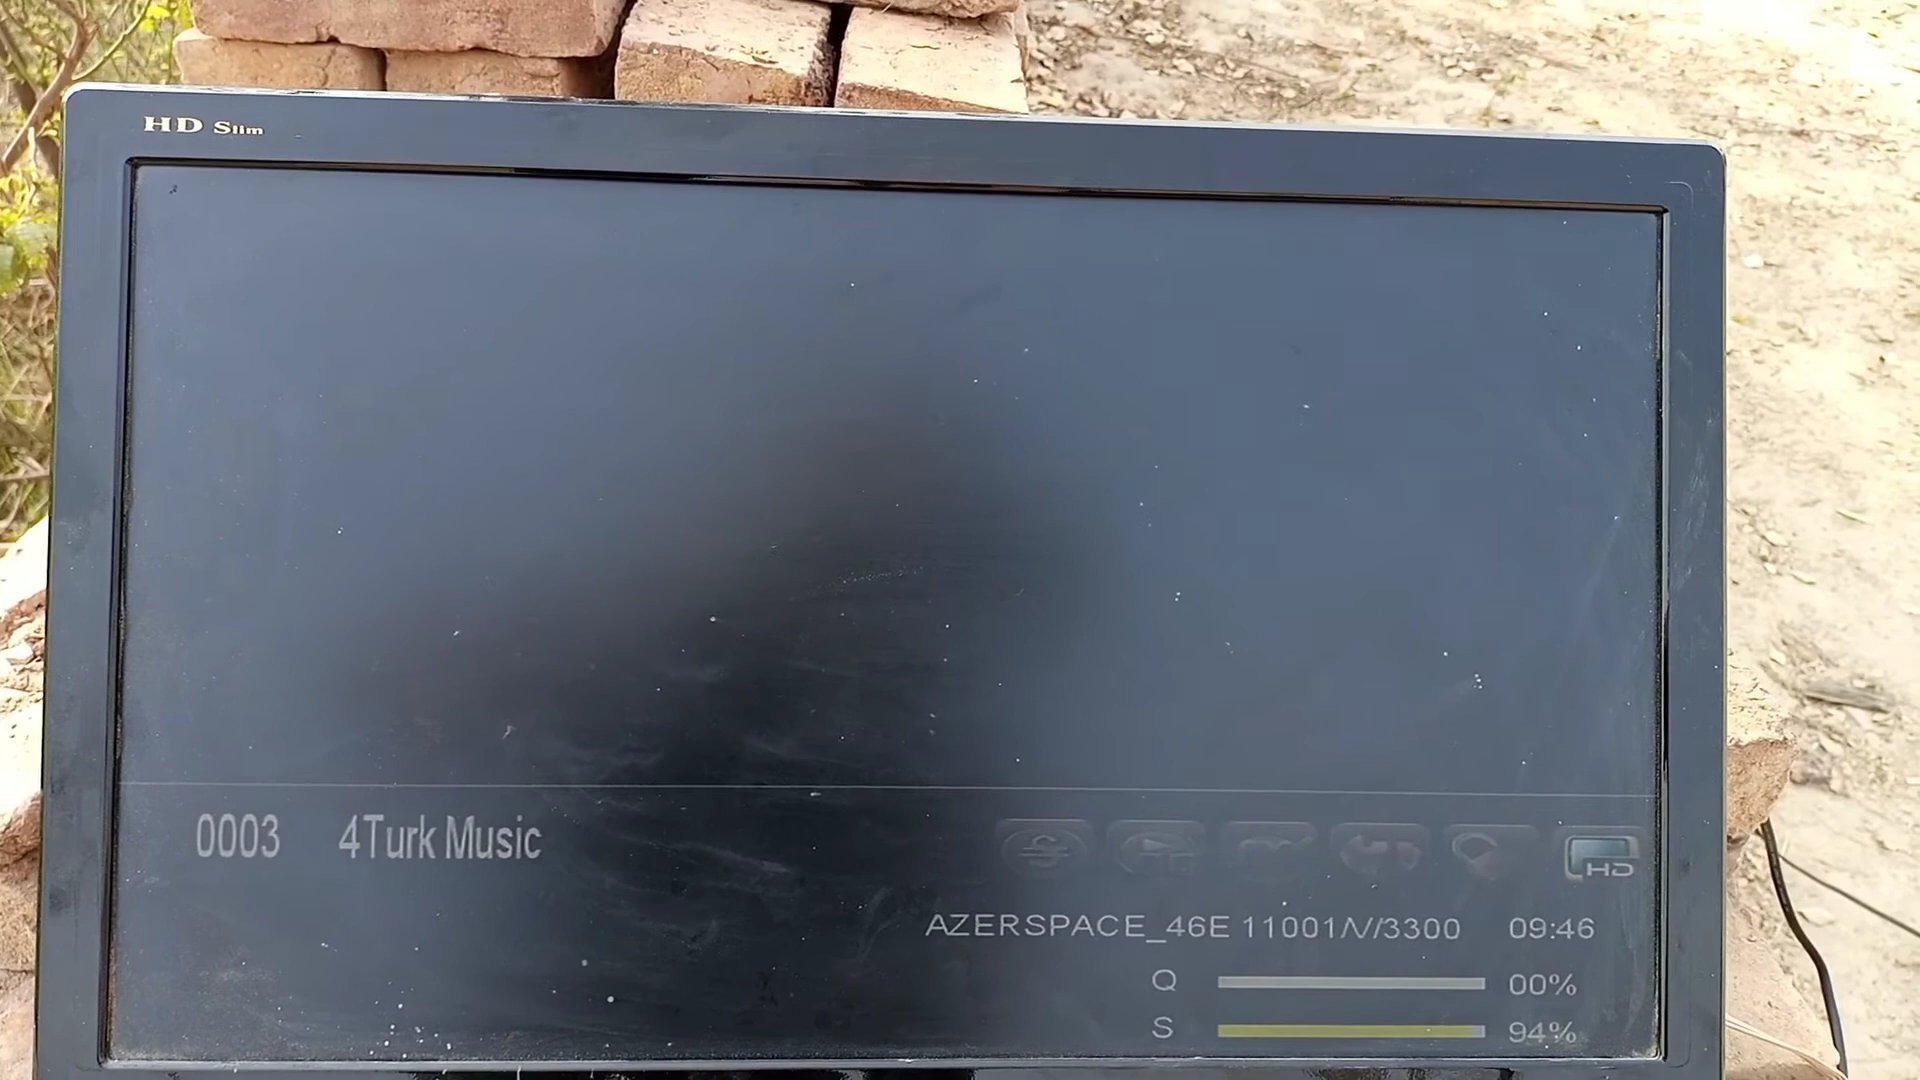 HD Slim
0003 4Turk Music
HD
AZERSPACE_46E 11001/V/3300 09:46
Q 00%
S 94%